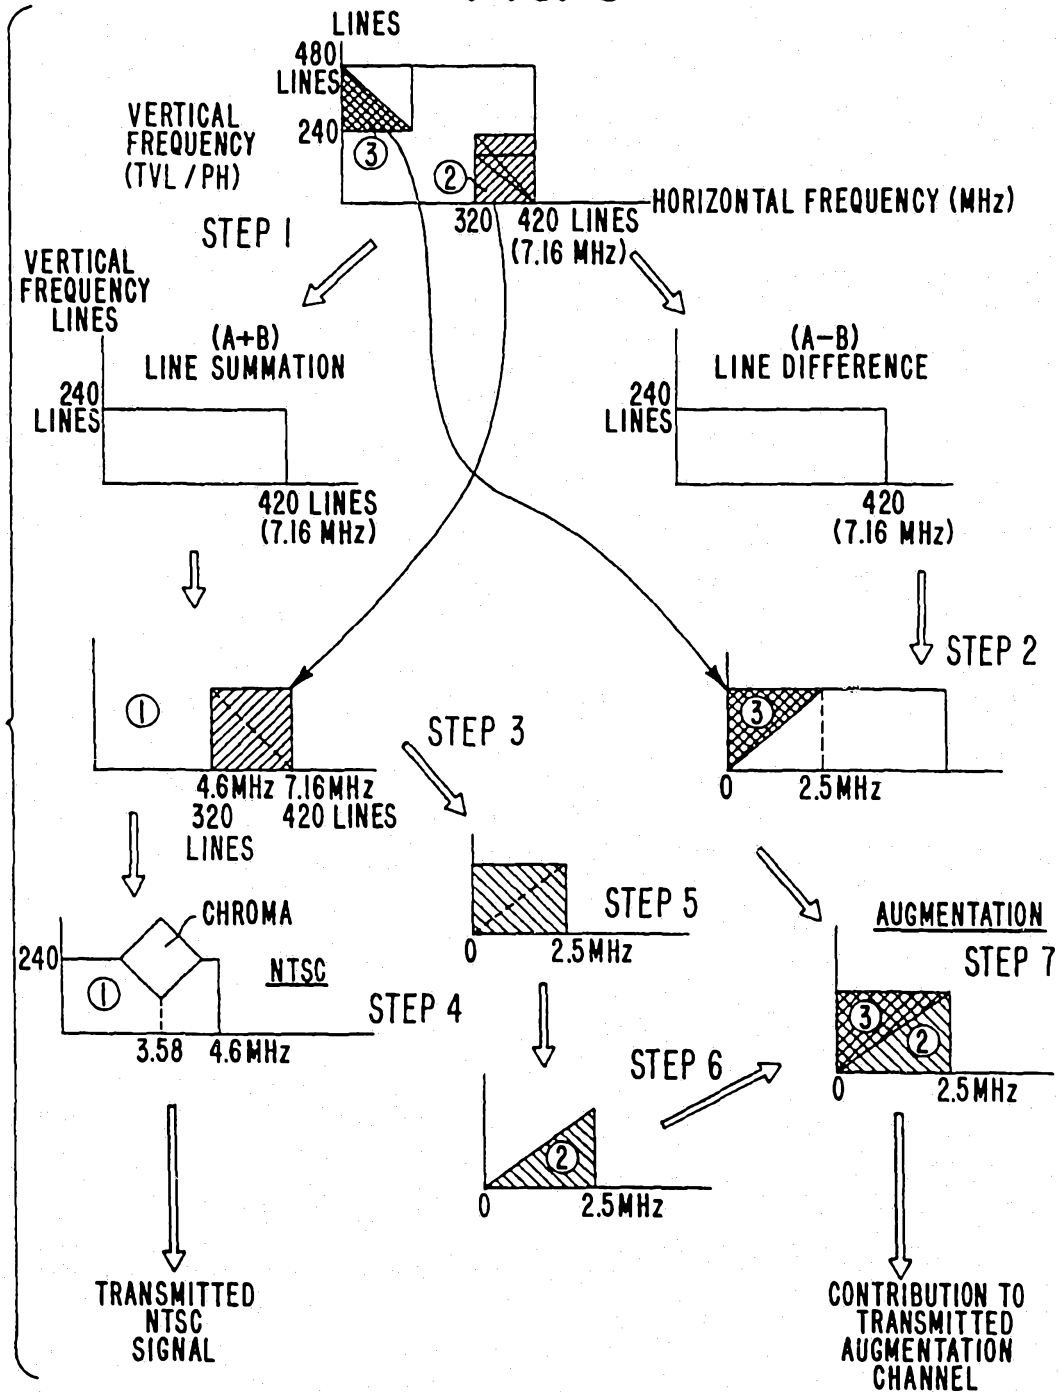 LINES
480
LINES
VERTICAL
FREQUENCY
(TVL/PH)
240
③
②
320
420 LINES
(7.16 MHz)
HORIZONTAL FREQUENCY (MHz)
STEP 1
VERTICAL
FREQUENCY
LINES
(A+B)
LINE SUMMATION
240
LINES
420 LINES
(7.16 MHz)
(A-B)
LINE DIFFERENCE
240
LINES
420
(7.16 MHz)
STEP 2
①
4.6MHz
320
LINES
7.16MHz
420 LINES
STEP 3
③
0
2.5MHz
CHROMA
240
①
NTSC
3.58
4.6MHz
STEP 4
STEP 5
0
2.5MHz
AUGMENTATION
STEP 7
③
②
0
2.5MHz
STEP 6
②
0
2.5MHz
TRANSMITTED
NTSC
SIGNAL
CONTRIBUTION TO
TRANSMITTED
AUGMENTATION
CHANNEL